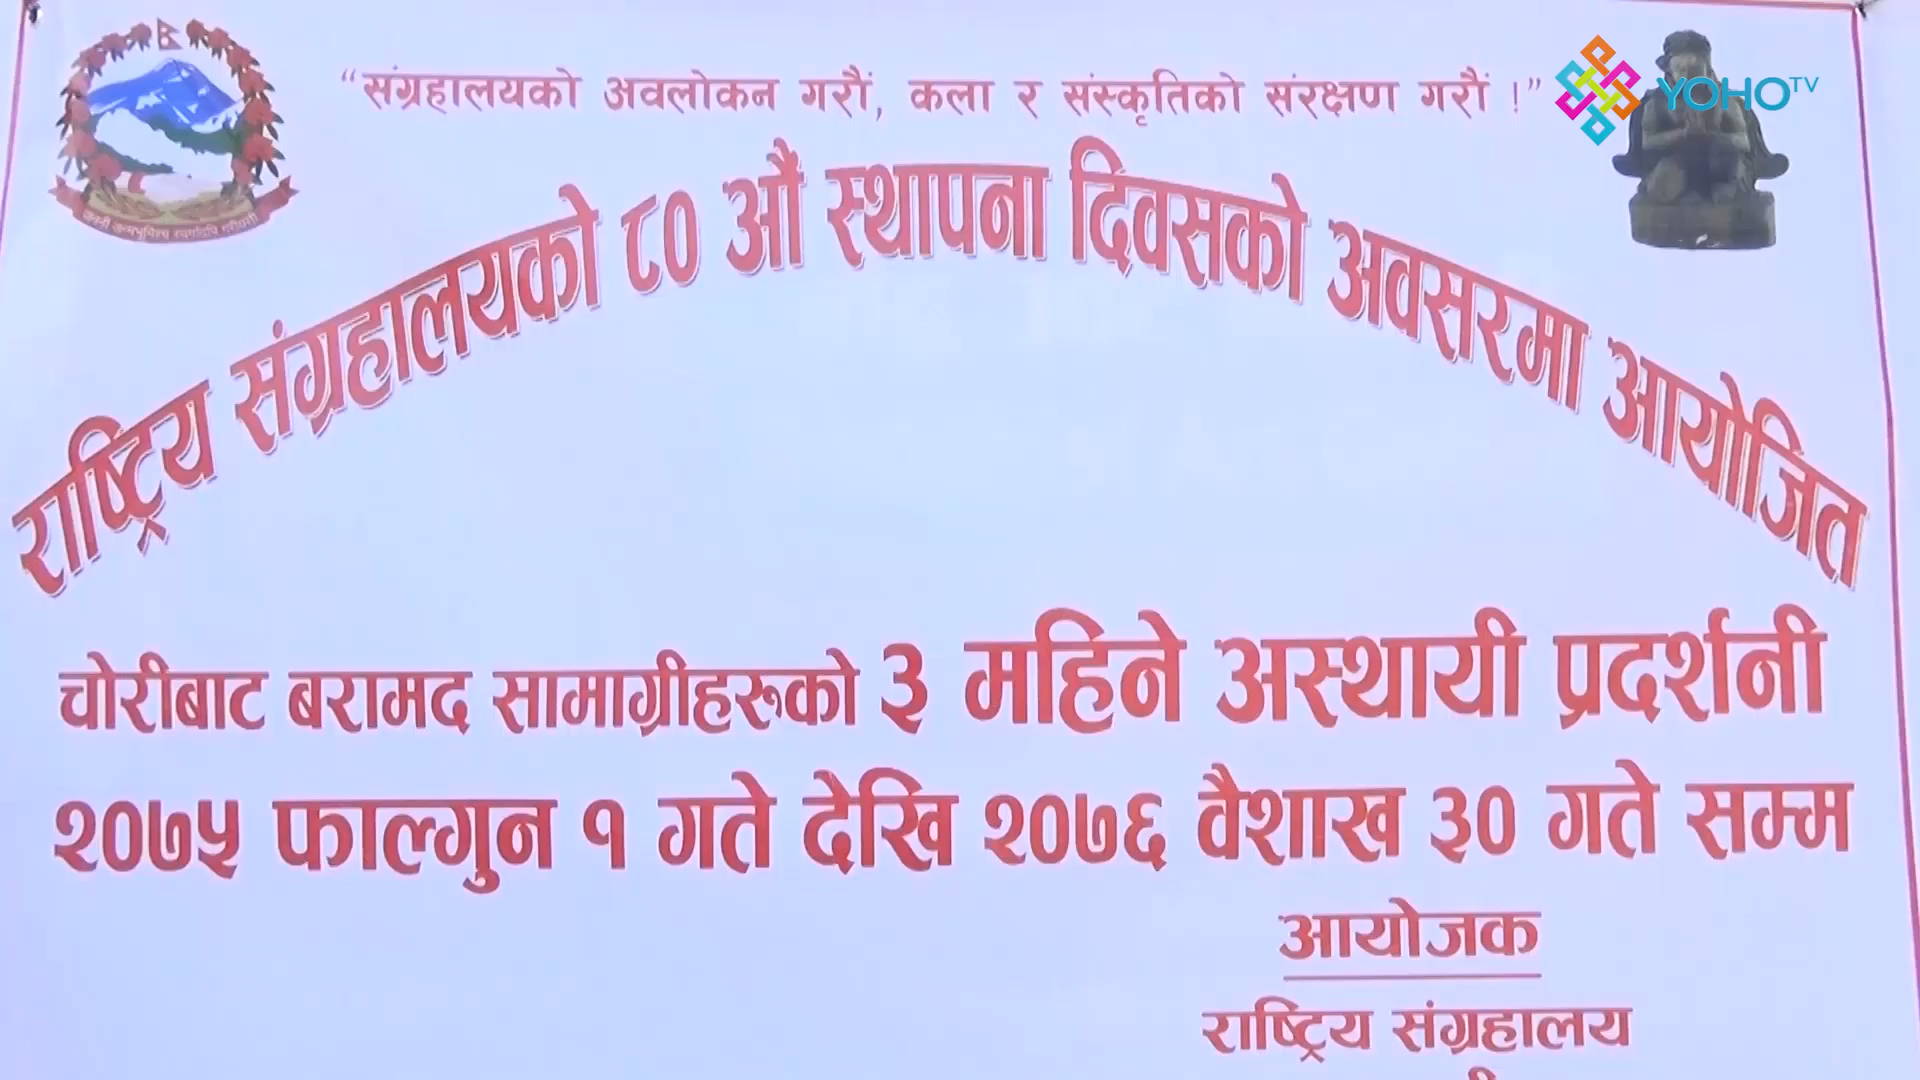 “संग्रहालयको अवलोकन गरौं, कला र संस्कृतिको संरक्षण गरौं !”
YOHO TV
राष्ट्रिय संग्रहालयको ८० औं स्थापना दिवसको अवसरमा आयोजित
चोरीबाट बरामद सामाग्रीहरुको ३ महिने अस्थायी प्रदर्शनी
२०७५ फाल्गुन १ गते देखि २०७६ वैशाख ३० गते सम्म
आयोजक
राष्ट्रिय संग्रहालय